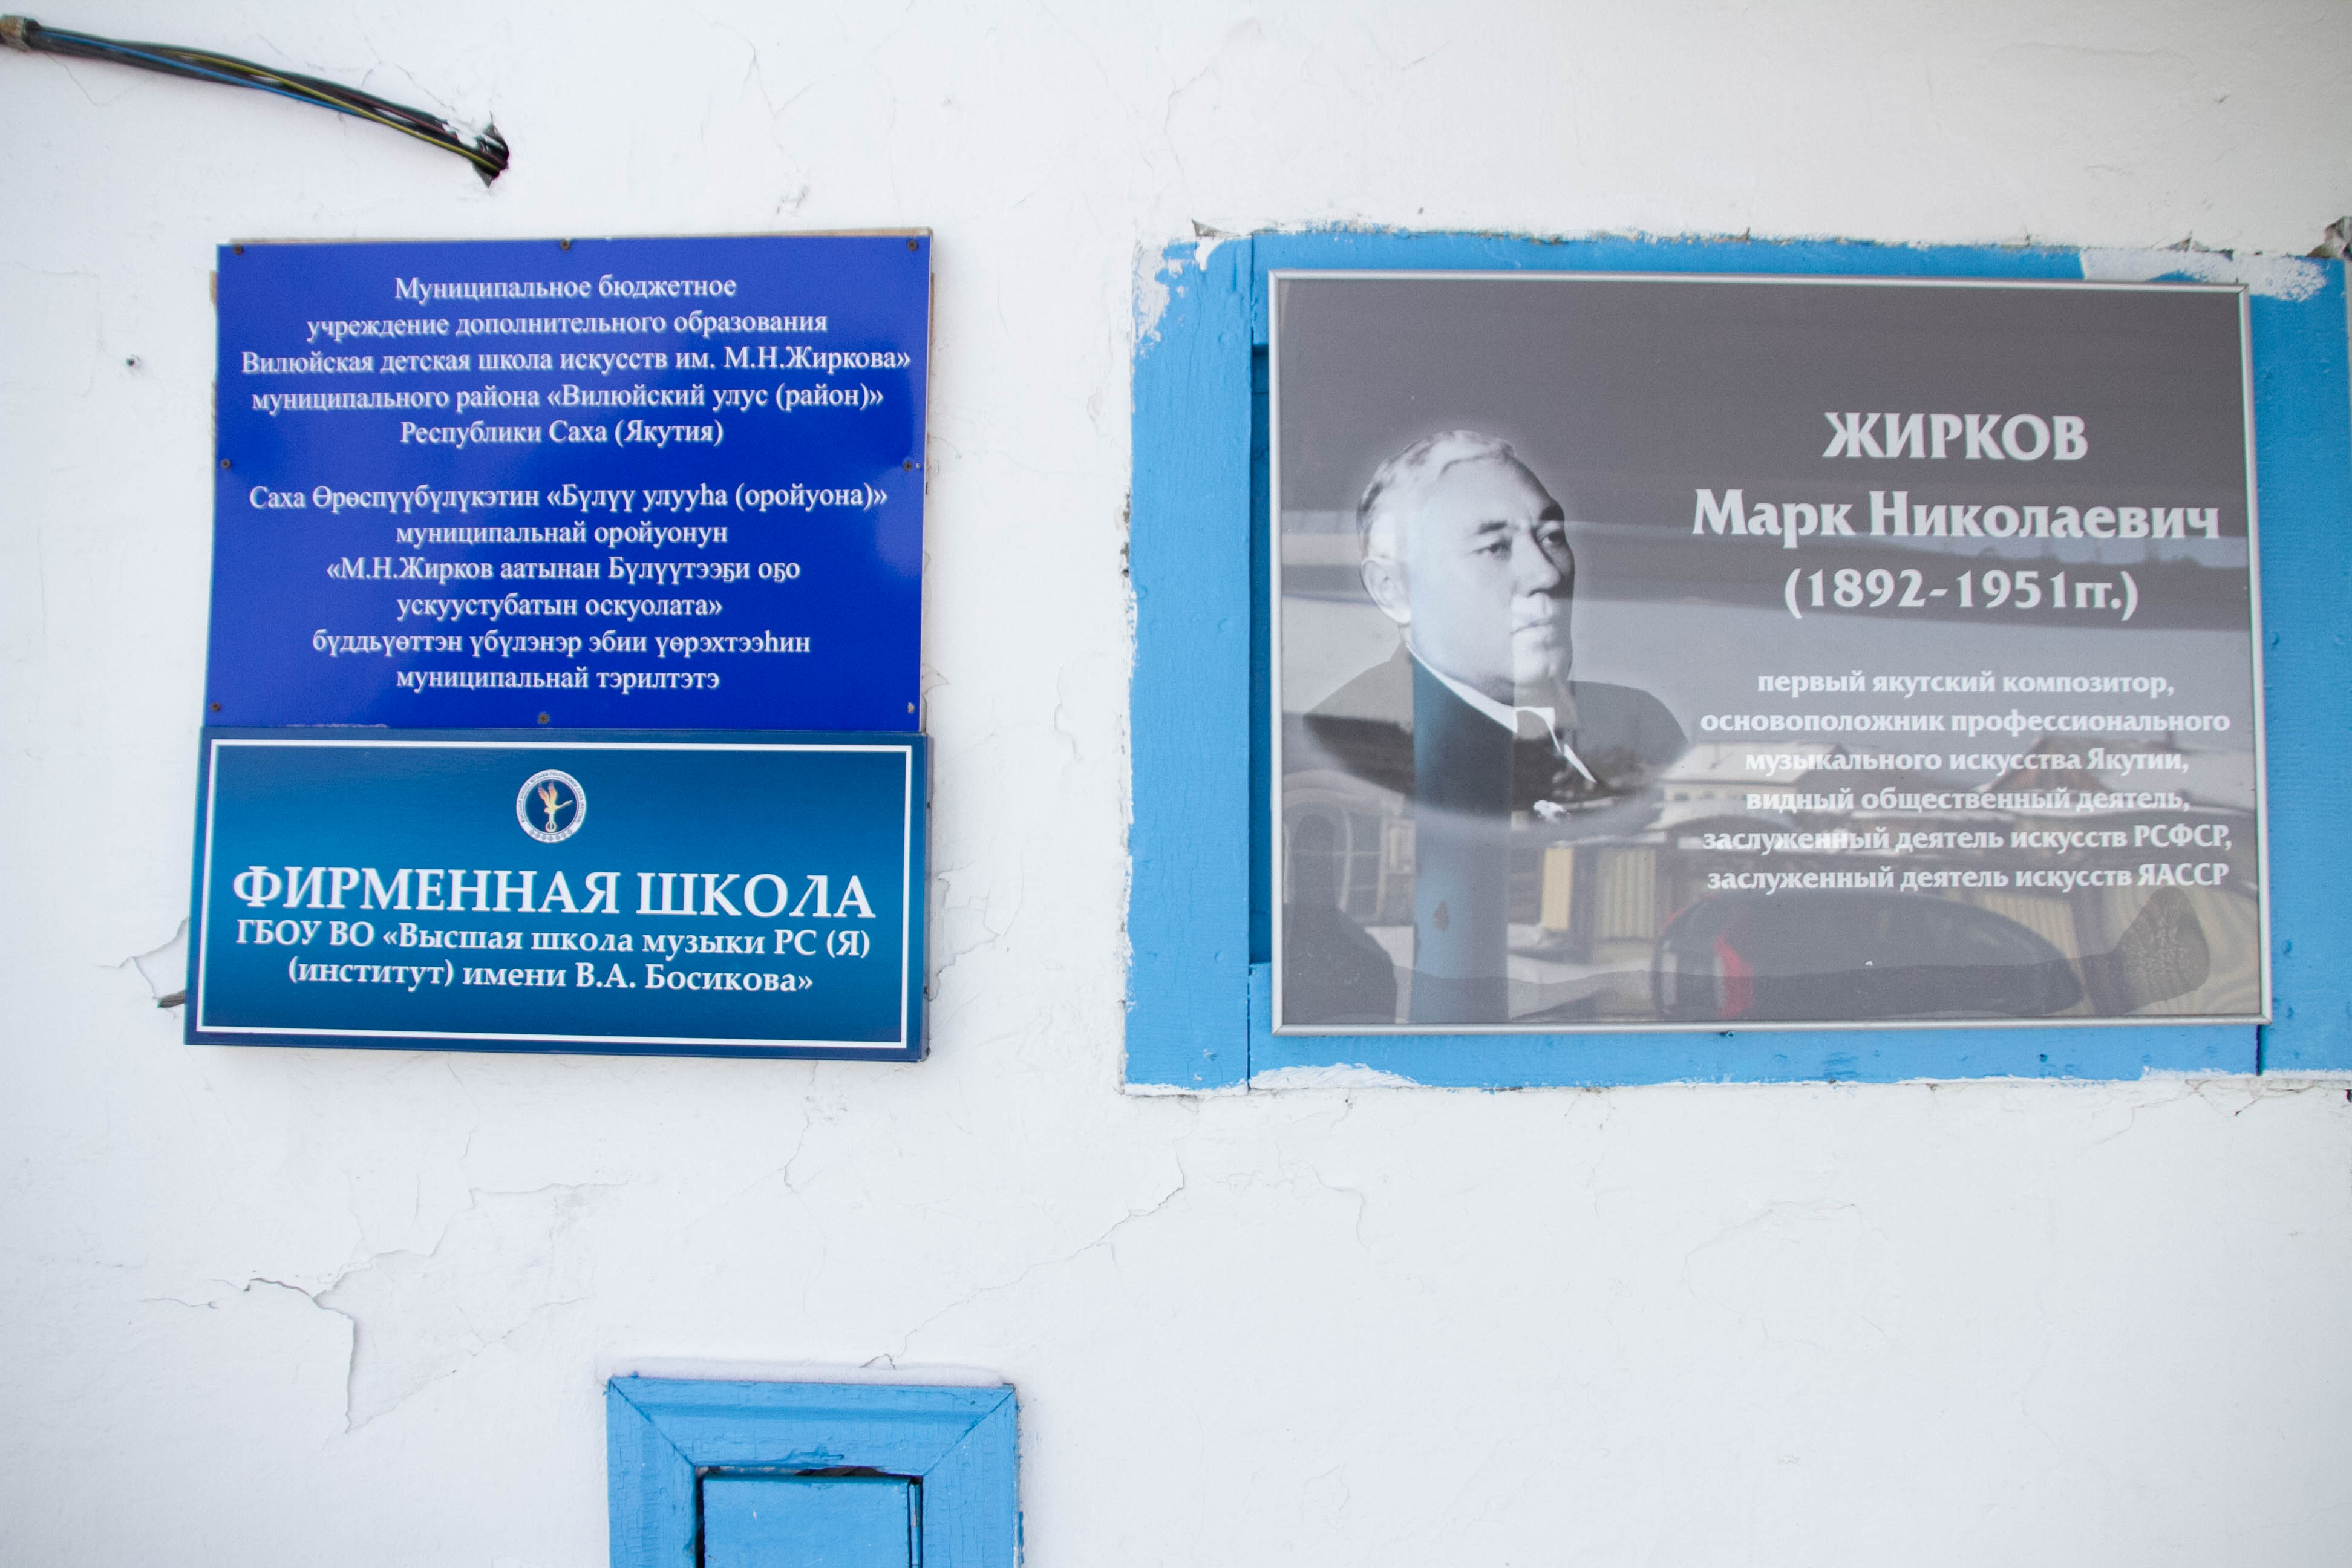 Муниципальное бюджетное
учреждение дополнительного образования
Вилюйская детская школа искусств им. М.Н.Жиркова»
муниципального района «Вилюйский улус (район)»
Республики Саха (Якутия)
Саха Өрөспүүбүлүкэтин «Бүлүү улууһа (оройуона)»
муниципальнай оройуонун
«М.Н.Жирков аатынан Бүлүүтээҕи оҕо
ускуустубатын оскуолата»
бүддьүөттэн үбүлэнэр эбии үөрэхтээһин
муниципальнай тэрилтэтэ
ФИРМЕННАЯ ШКОЛА
ГБОУ ВО «Высшая школа музыки РС (Я)
(институт) имени В.А. Босикова»
ЖИРКОВ
Марк Николаевич
(1892-1951гг.)
первый якутский композитор,
основоположник профессионального
музыкального искусства Якутии,
видный общественный деятель,
заслуженный деятель искусств РСФСР,
заслуженный деятель искусств ЯАССР